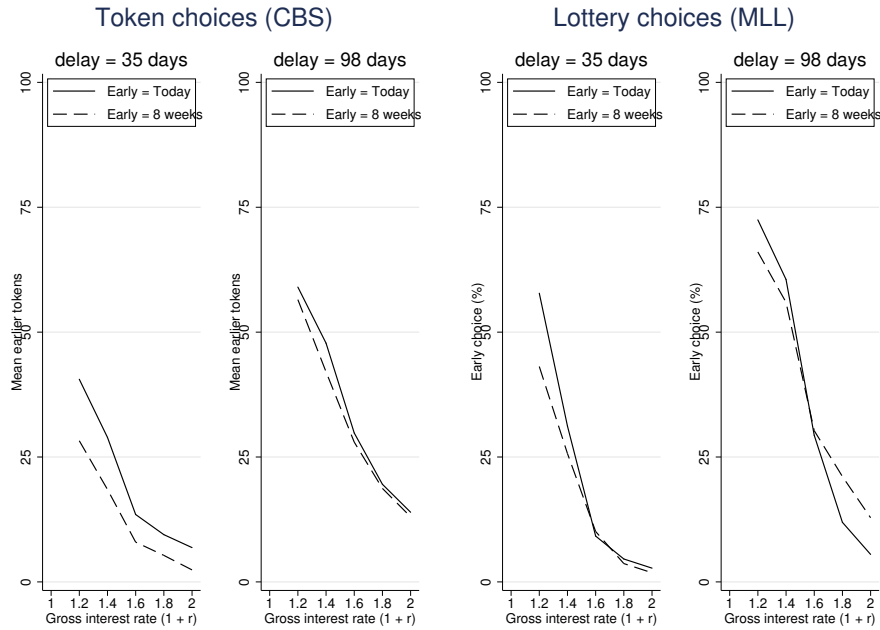 Token choices (CBS)
Lottery choices (MLL)
delay = 35 days
Early = Today
Early = 8 weeks
Mean earlier tokens
0
25
50
75
100
1 1.2 1.4 1.6 1.8 2
Gross interest rate (1 + r)
delay = 98 days
Early = Today
Early = 8 weeks
Mean earlier tokens
0
25
50
75
100
1 1.2 1.4 1.6 1.8 2
Gross interest rate (1 + r)
delay = 35 days
Early = Today
Early = 8 weeks
Early choice (%)
0
25
50
75
100
1 1.2 1.4 1.6 1.8 2
Gross interest rate (1 + r)
delay = 98 days
Early = Today
Early = 8 weeks
Early choice (%)
0
25
50
75
100
1 1.2 1.4 1.6 1.8 2
Gross interest rate (1 + r)